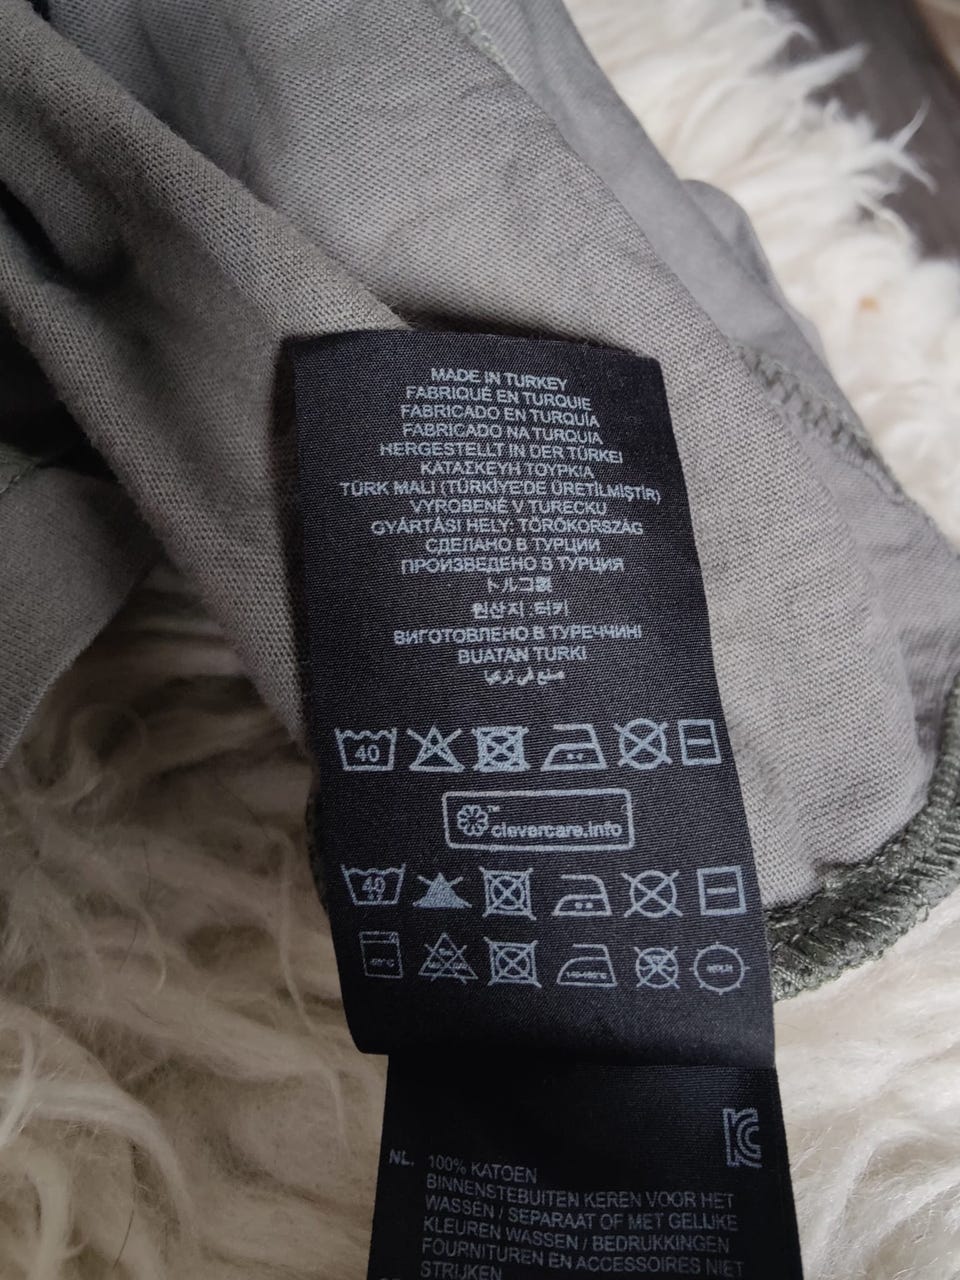 MADE IN TURKEY
FABRIQUÉ EN TURQUIE
FABRICADO EN TURQUÍA
FABRICADO NA TURQUIA
HERGESTELLT IN DER TÜRKEI
ΚΑΤΑΣΚΕΥΗ ΤΟΥΡΚΙΑ
TÜRK MALI (TÜRKİYE'DE ÜRETİLMİŞTİR)
VYROBENÉ V TURECKU
GYÁRTÁSI HELY: TÖRÖKORSZÁG
СДЕЛАНО В ТУРЦИИ
ПРОИЗВЕДЕНО В ТУРЦИЯ
トルコ製
원산지 :터키
ВИГОТОВЛЕНО В ТУРЕЧЧИНІ
BUATAN TURKI
صنع في تركيا
40
™ clevercare.info
40
NL. 100% KATOEN
BINNENSTEBUITEN KEREN VOOR HET
WASSEN / SEPARAAT OF MET GELIJKE
KLEUREN WASSEN / BEDRUKKINGEN
FOURNITUREN EN ACCESSOIRES NIET
STRIJKEN